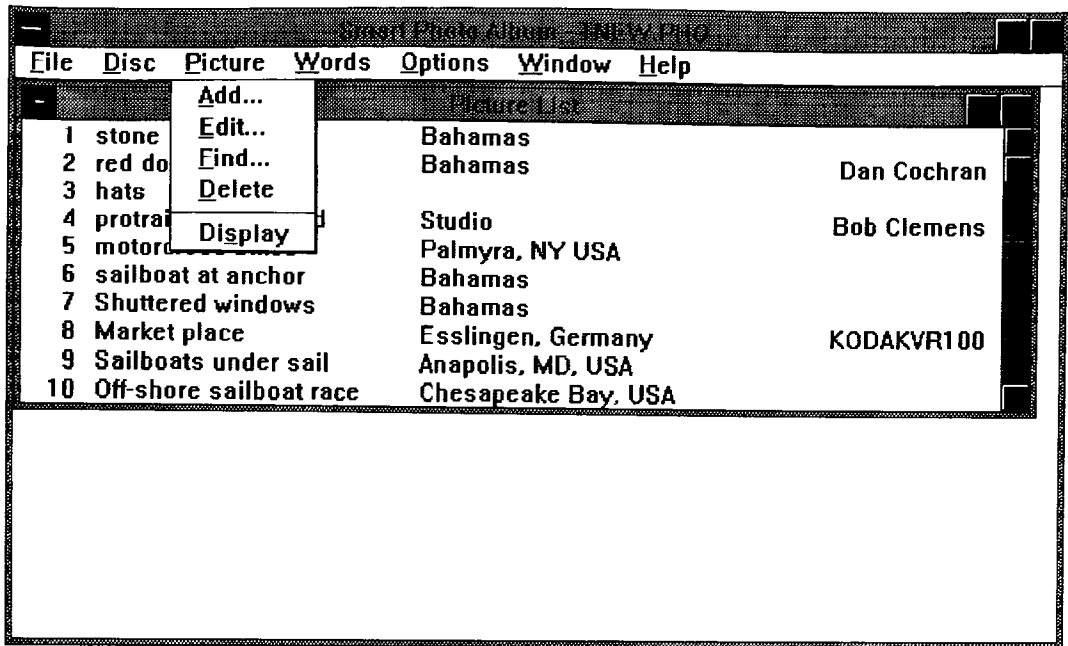 Smart Photo Album - TNEW.PHO
File Disc Picture Words Options Window Help
Picture List
Add...
Edit...
Find...
Delete
Display
1 stone Bahamas
2 red do Bahamas Dan Cochran
3 hats
4 protrai d Studio Bob Clemens
5 motorc Palmyra, NY USA
6 sailboat at anchor Bahamas
7 Shuttered windows Bahamas
8 Market place Esslingen, Germany KODAKVR100
9 Sailboats under sail Anapolis, MD, USA
10 Off-shore sailboat race Chesapeake Bay, USA